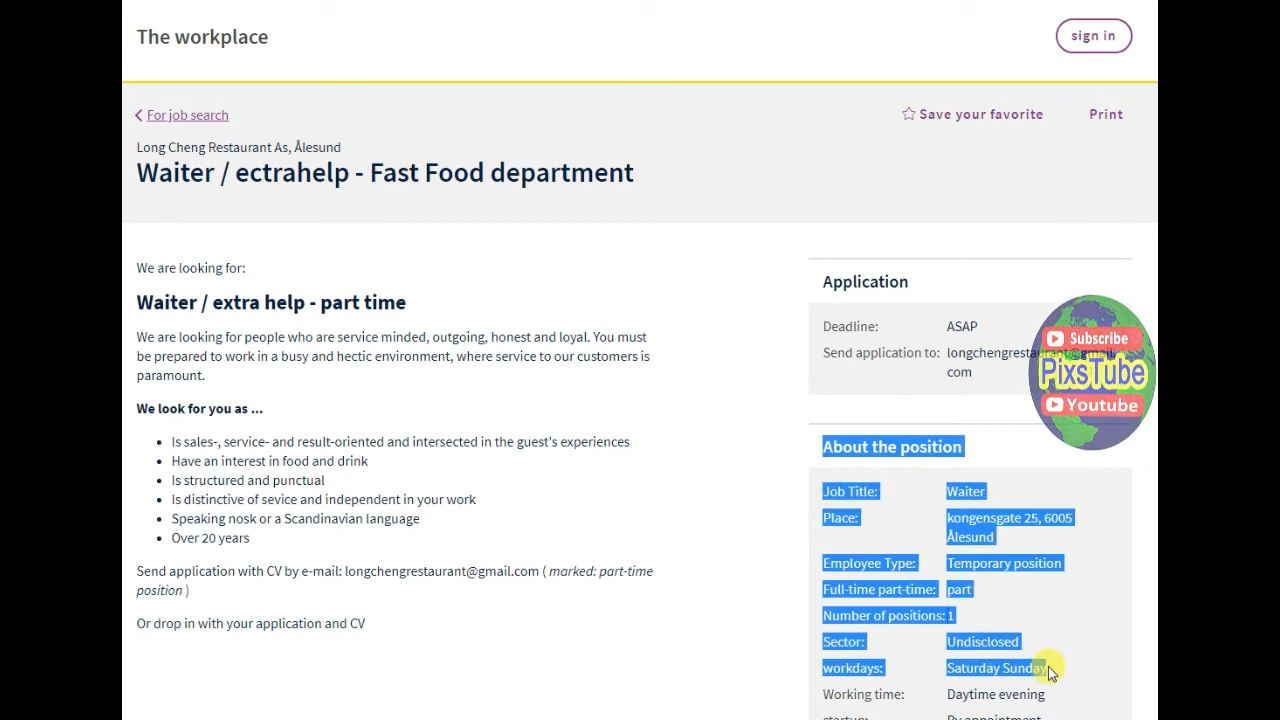 The workplace
sign in
For job search
Save your favorite
Print
Long Cheng Restaurant As, Ålesund
Waiter / ectrahelp - Fast Food department
We are looking for:
Waiter / extra help - part time
We are looking for people who are service minded, outgoing, honest and loyal. You must
be prepared to work in a busy and hectic environment, where service to our customers is
paramount.
We look for you as ...
Is sales-, service- and result-oriented and intersected in the guest's experiences
Have an interest in food and drink
Is structured and punctual
Is distinctive of sevice and independent in your work
Speaking nosk or a Scandinavian language
Over 20 years
Send application with CV by e-mail: longchengrestaurant@gmail.com ( marked: part-time
position )
Or drop in with your application and CV
Application
Deadline: ASAP
Send application to: longchengrestaurant@gmail.
com
Subscribe
PixsTube
Youtube
About the position
Job Title: Waiter
Place: kongensgate 25, 6005
Ålesund
Employee Type: Temporary position
Full-time part-time: part
Number of positions: 1
Sector: Undisclosed
workdays: Saturday Sunday
Working time: Daytime evening
startup: By appointment